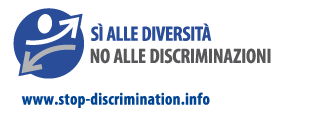 SÌ ALLE DIVERSITÀ
NO ALLE DISCRIMINAZIONI
www.stop-discrimination.info